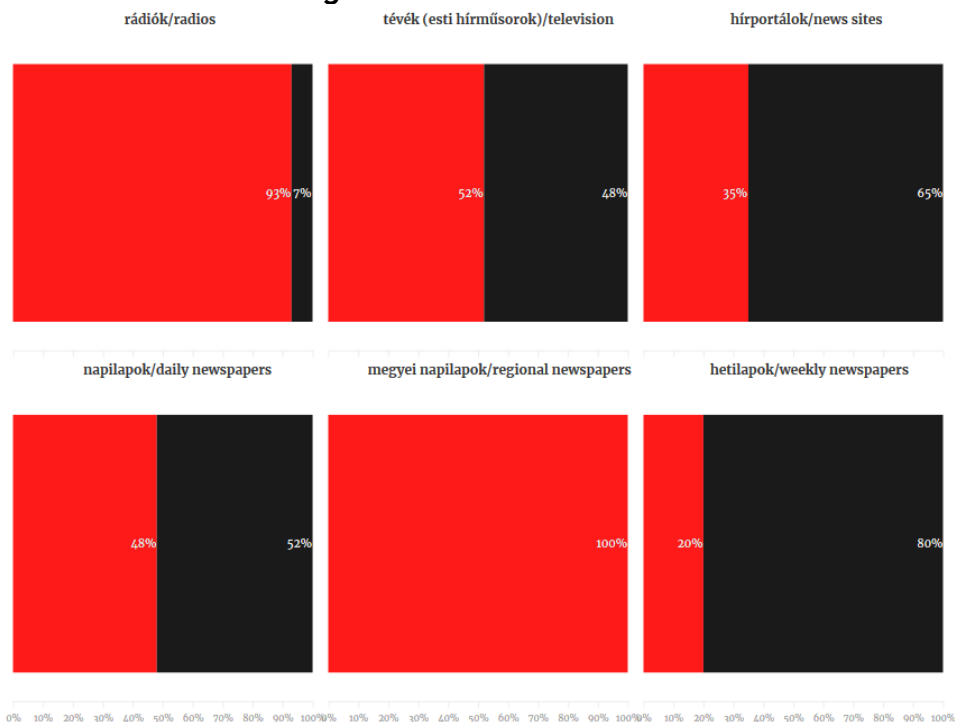 rádiók/radios
tévék (esti hírműsorok)/television
hírportálok/news sites
93% 7%
52% 48%
35% 65%
napilapok/daily newspapers
megyei napilapok/regional newspapers
hetilapok/weekly newspapers
48% 52%
100%
20% 80%
0% 10% 20% 30% 40% 50% 60% 70% 80% 90% 100%
0% 10% 20% 30% 40% 50% 60% 70% 80% 90% 100%
0% 10% 20% 30% 40% 50% 60% 70% 80% 90% 100%